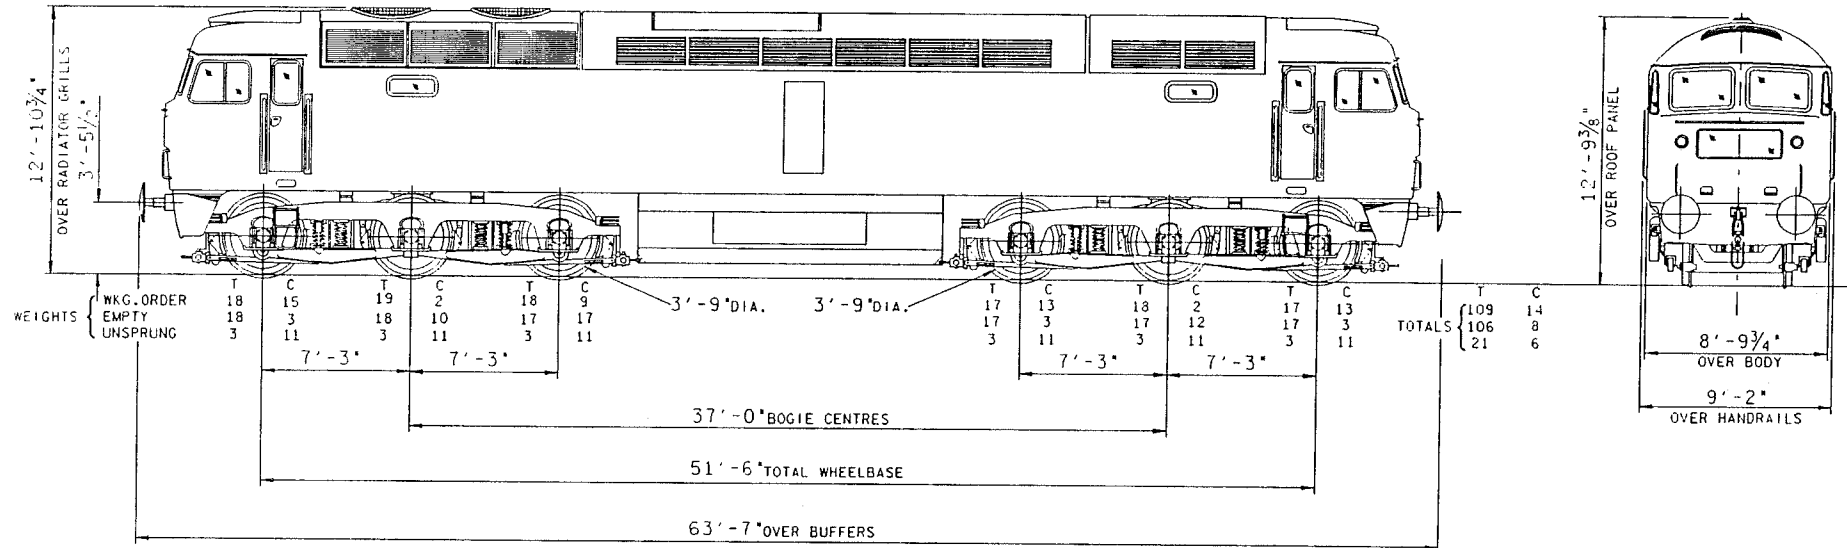 12'-10¾"
OVER RADIATOR GRILLS
3'-5½"
12'-9⅜"
OVER ROOF PANEL
T C T C T C T C T C T C T C
WEIGHTS { WKG.ORDER 18 15 19 2 18 9 17 13 18 2 17 13 TOTALS { 109 14
EMPTY 18 3 18 10 17 17 17 3 17 12 17 3 106 8
UNSPRUNG 3 11 3 11 3 11 3 11 3 11 3 11 21 6
3'-9"DIA. 3'-9"DIA.
7'-3" 7'-3" 7'-3" 7'-3"
8'-9¾"
OVER BODY
9'-2"
OVER HANDRAILS
37'-0"BOGIE CENTRES
51'-6"TOTAL WHEELBASE
63'-7"OVER BUFFERS